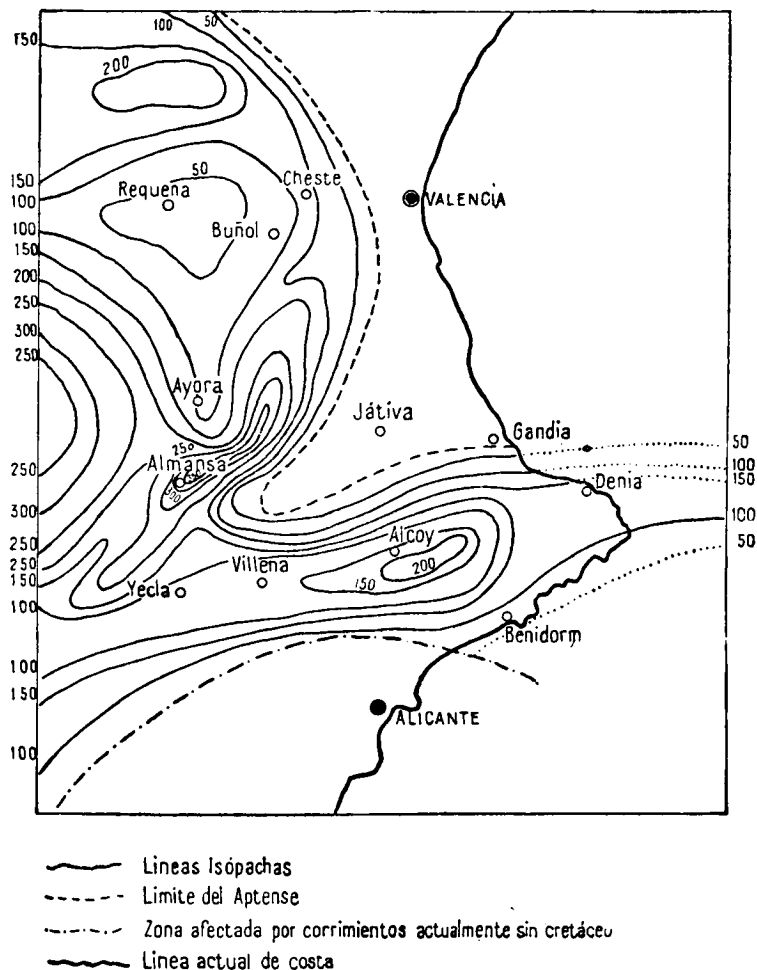 100
50
150
200
150
100
50
Requena
Cheste
VALENCIA
Buñol
100
150
200
250
300
250
Ayora
Játiva
Gandia
250
Almansa
300
50
100
150
Denia
250
300
100
50
Alcoy
200
150
Villena
250
250
150
100
Yecla
Benidorm
100
150
ALICANTE
100
Lineas Isópachas
Limite del Aptense
Zona afectada por corrimientos actualmente sin cretáceu
Linea actual de costa